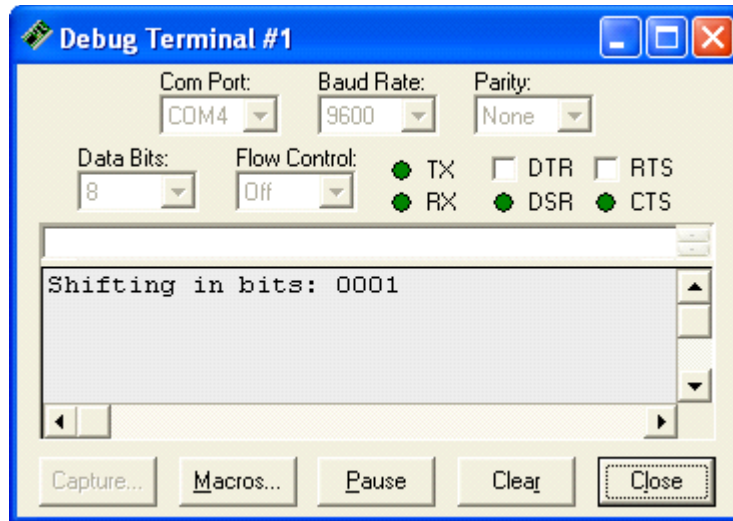 Debug Terminal #1
Com Port: Baud Rate: Parity:
COM4 9600 None
Data Bits: Flow Control: TX DTR RTS
8 Off RX DSR CTS
Shifting in bits: 0001
Capture... Macros... Pause Clear Close